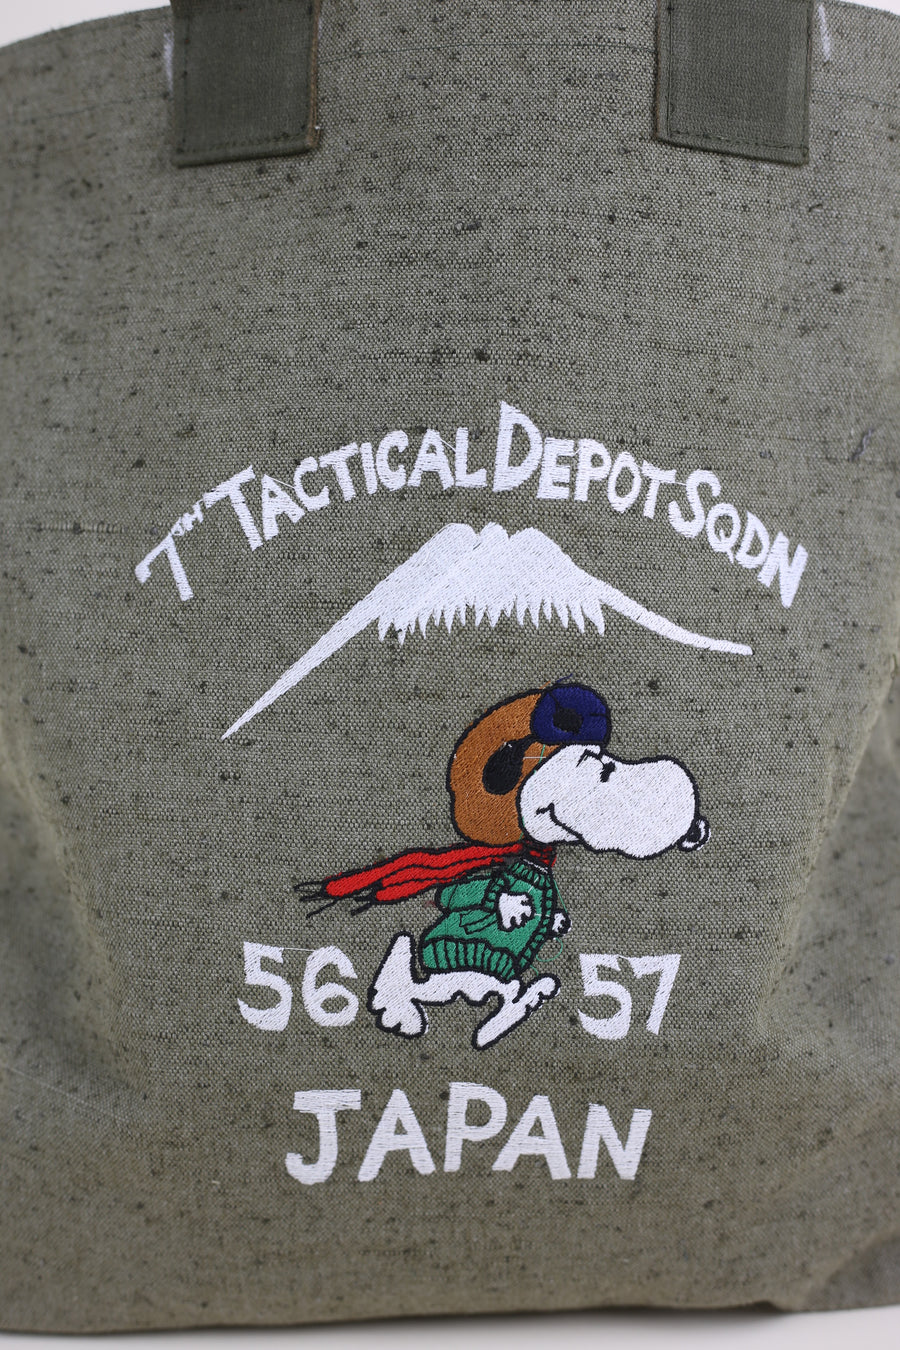 7TH TACTICAL DEPOT SQDN
56 57
JAPAN